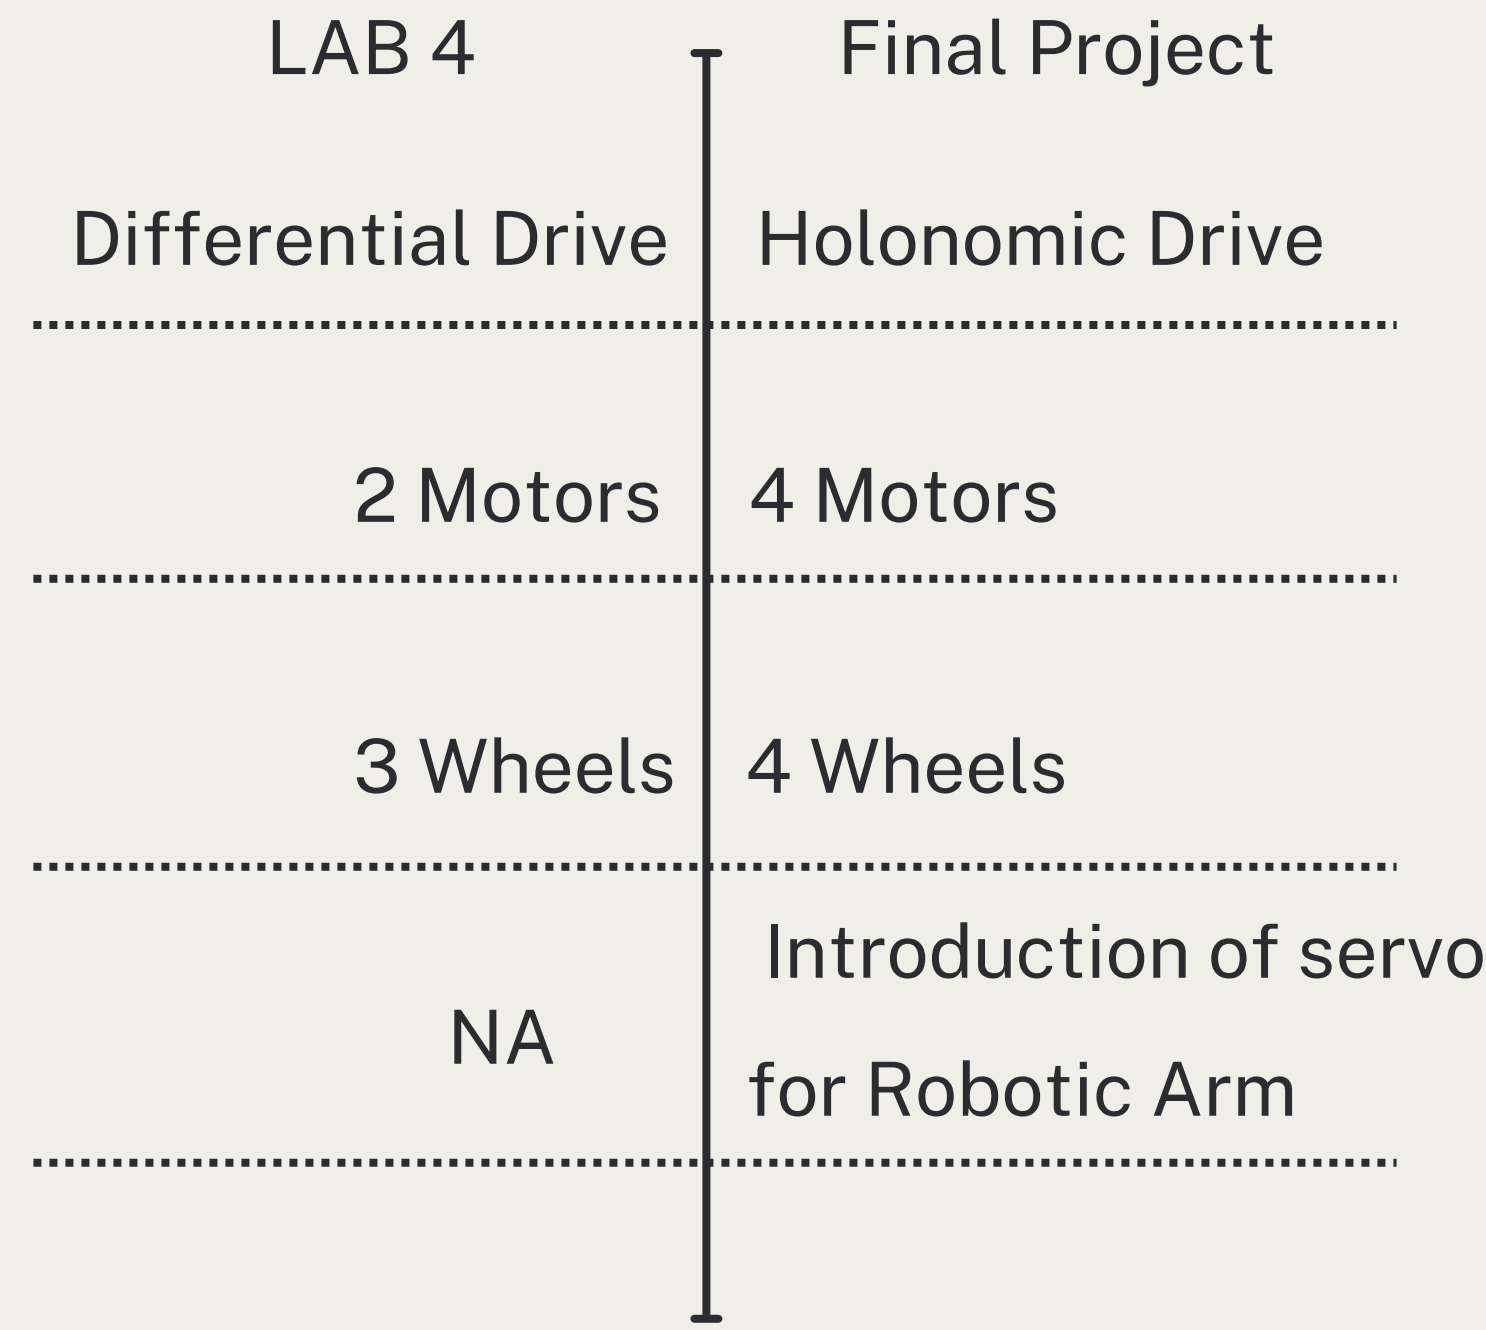 LAB 4
Final Project
Differential Drive
Holonomic Drive
2 Motors
4 Motors
3 Wheels
4 Wheels
NA
Introduction of servo
for Robotic Arm